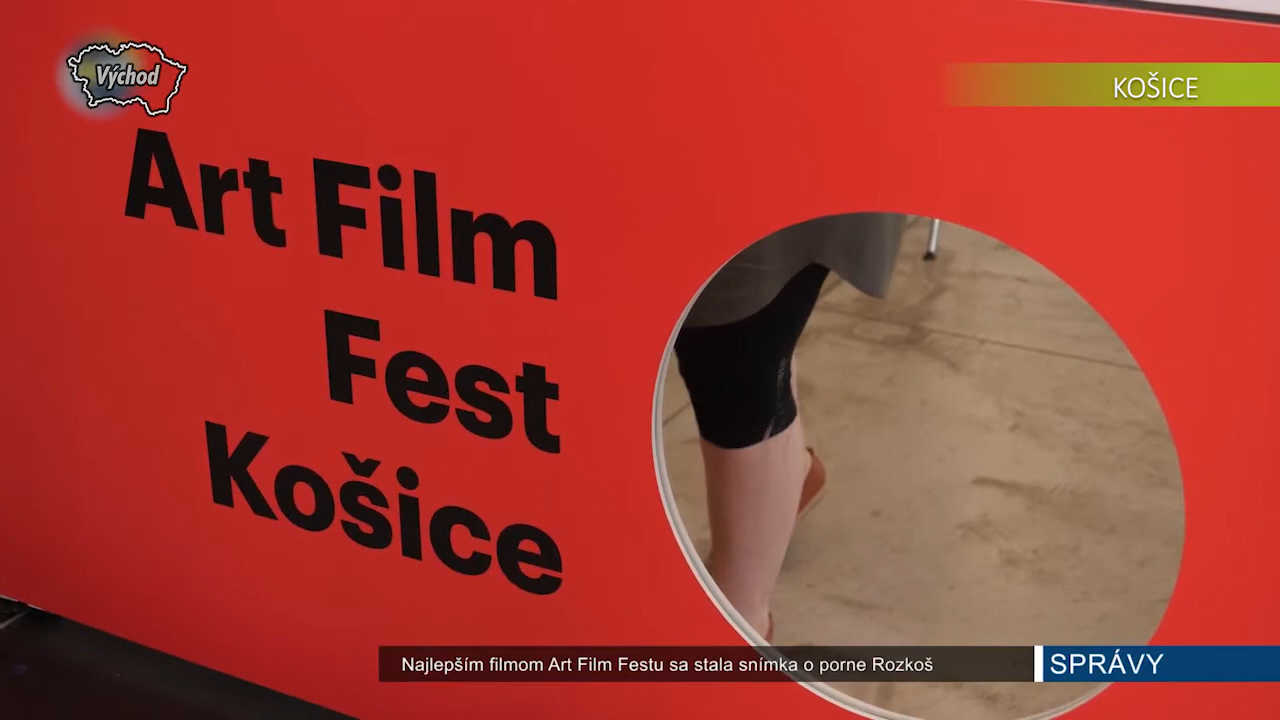 Východ
KOŠICE
Art Film
Fest
Košice
Najlepším filmom Art Film Festu sa stala snímka o porne Rozkoš
SPRÁVY